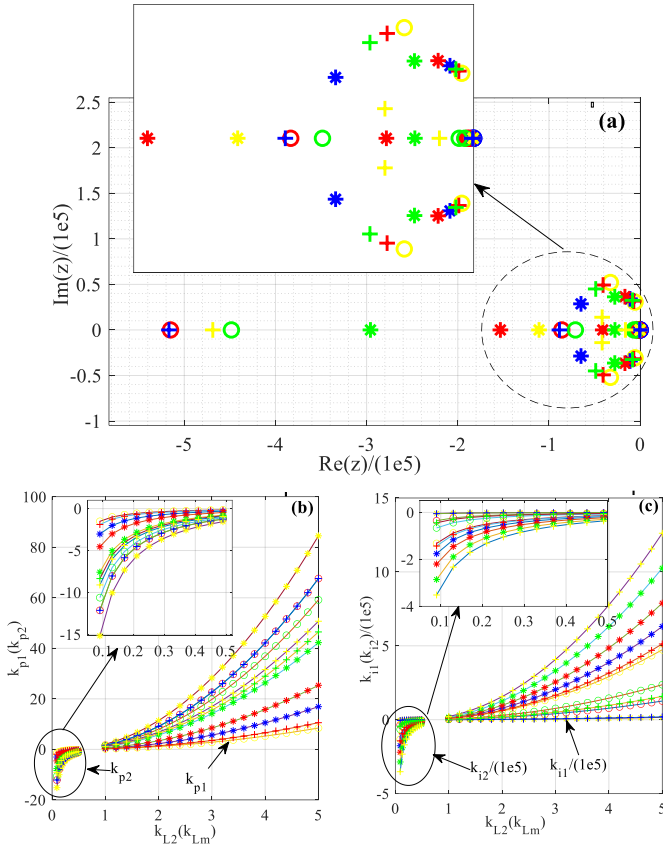 (a)
2.5
2
1.5
1
0.5
0
-0.5
-1
Im(z)/(1e5)
-5 -4 -3 -2 -1 0
Re(z)/(1e5)
(b)
100
80
60
40
20
0
-20
k_p1(k_p2)
0
-5
-10
-15
0.1 0.2 0.3 0.4 0.5
k_p2
k_p1
0 1 2 3 4 5
k_L2(k_Lm)
(c)
15
10
5
0
-5
k_i1(k_i2)/(1e5)
0
-2
-4
0.1 0.2 0.3 0.4 0.5
k_i2/(1e5)
k_i1/(1e5)
0 1 2 3 4 5
k_L2(k_Lm)